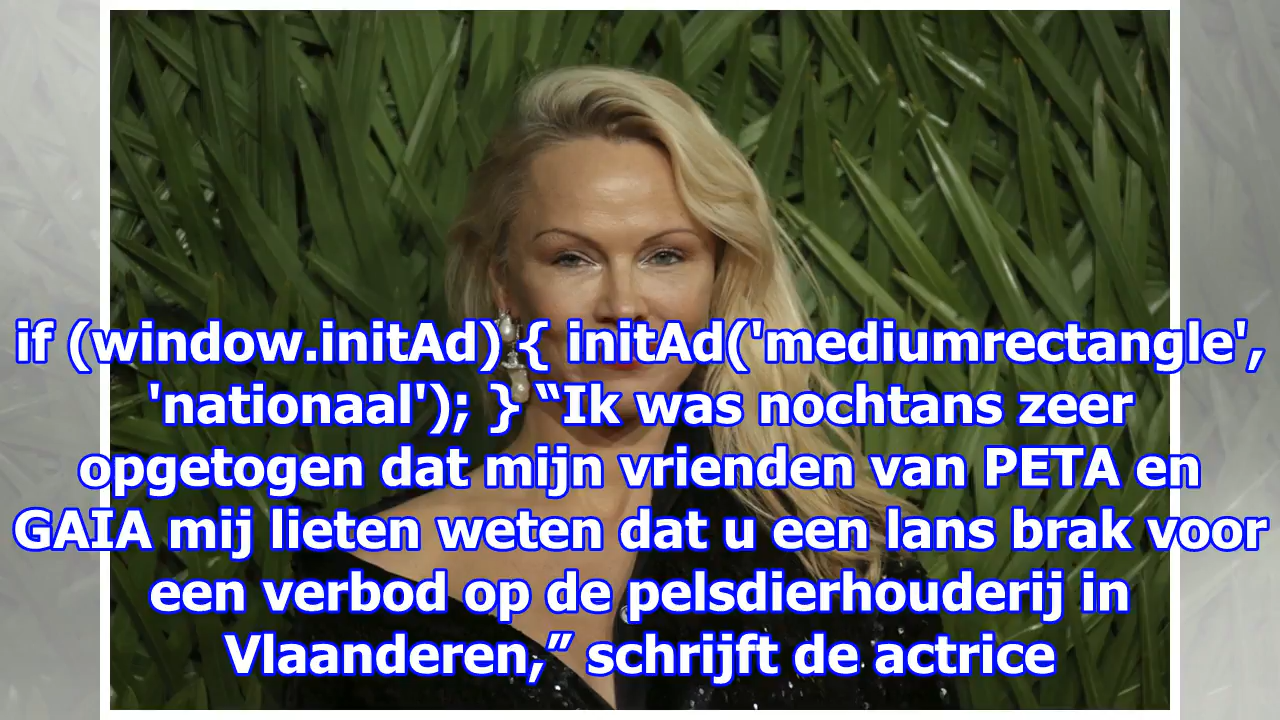 if (window.initAd) { initAd('mediumrectangle',
'nationaal'); } “Ik was nochtans zeer
opgetogen dat mijn vrienden van PETA en
GAIA mij lieten weten dat u een lans brak voor
een verbod op de pelsdierhouderij in
Vlaanderen,” schrijft de actrice